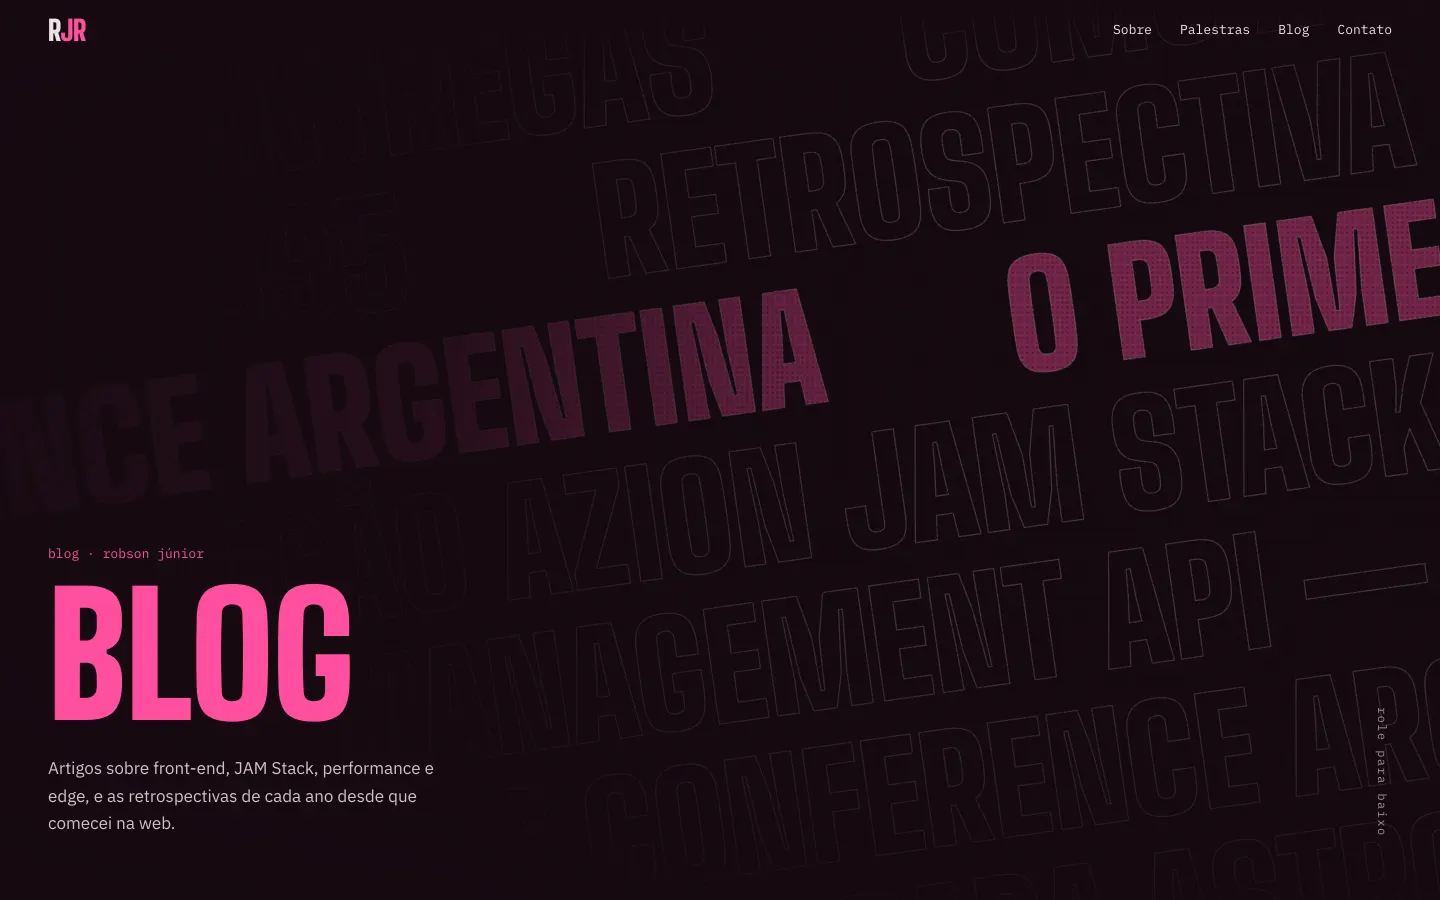 RJR
Sobre Palestras Blog Contato
RETROSPECTIVA
O PRIME
NCE ARGENTINA
AZION JAM STACK
MANAGEMENT API —
CONFERENCE ARG
blog · robson júnior
BLOG
Artigos sobre front-end, JAM Stack, performance e
edge, e as retrospectivas de cada ano desde que
comecei na web.
role para baixo